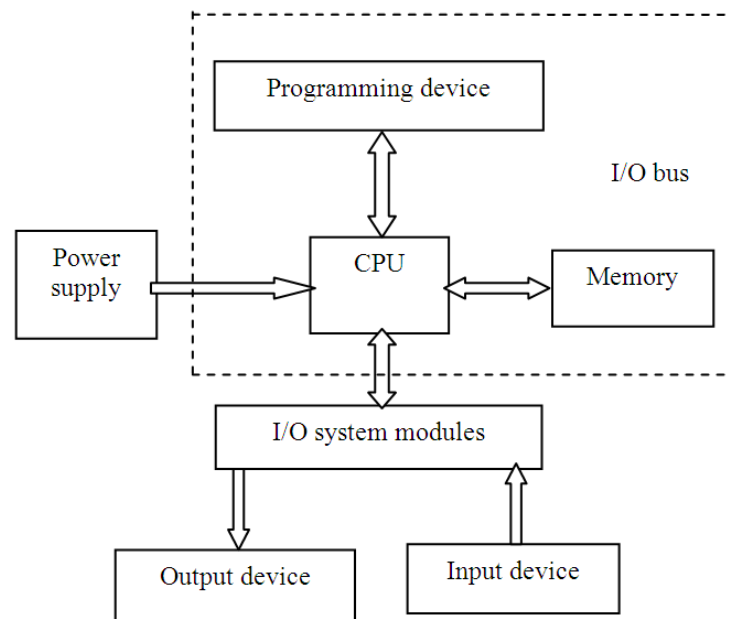 Programming device
I/O bus
Power
supply
CPU
Memory
I/O system modules
Output device
Input device